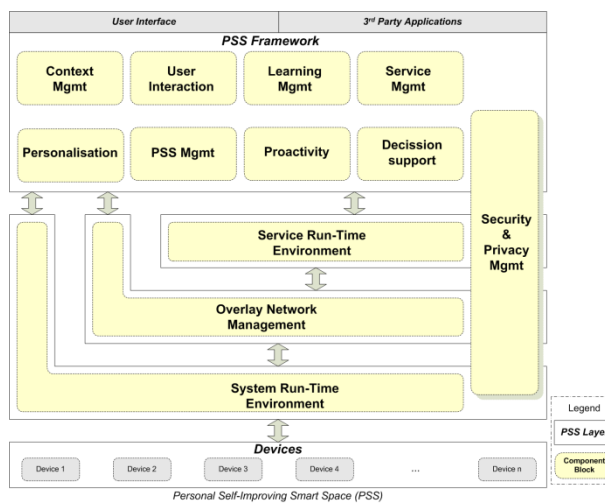 User Interface
3rd Party Applications
PSS Framework
Context
Mgmt
User
Interaction
Learning
Mgmt
Service
Mgmt
Personalisation
PSS Mgmt
Proactivity
Decission
support
Security
&
Privacy
Mgmt
Service Run-Time
Environment
Overlay Network
Management
System Run-Time
Environment
Devices
Device 1
Device 2
Device 3
Device 4
...
Device n
Legend
PSS Laye
Component
Block
Personal Self-Improving Smart Space (PSS)